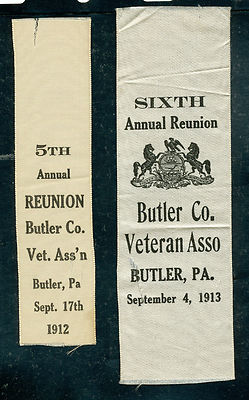 5TH
Annual
REUNION
Butler Co.
Vet. Ass'n
Butler, Pa
Sept. 17th
1912
SIXTH
Annual Reunion
Butler Co.
Veteran Asso
BUTLER, PA.
September 4, 1913